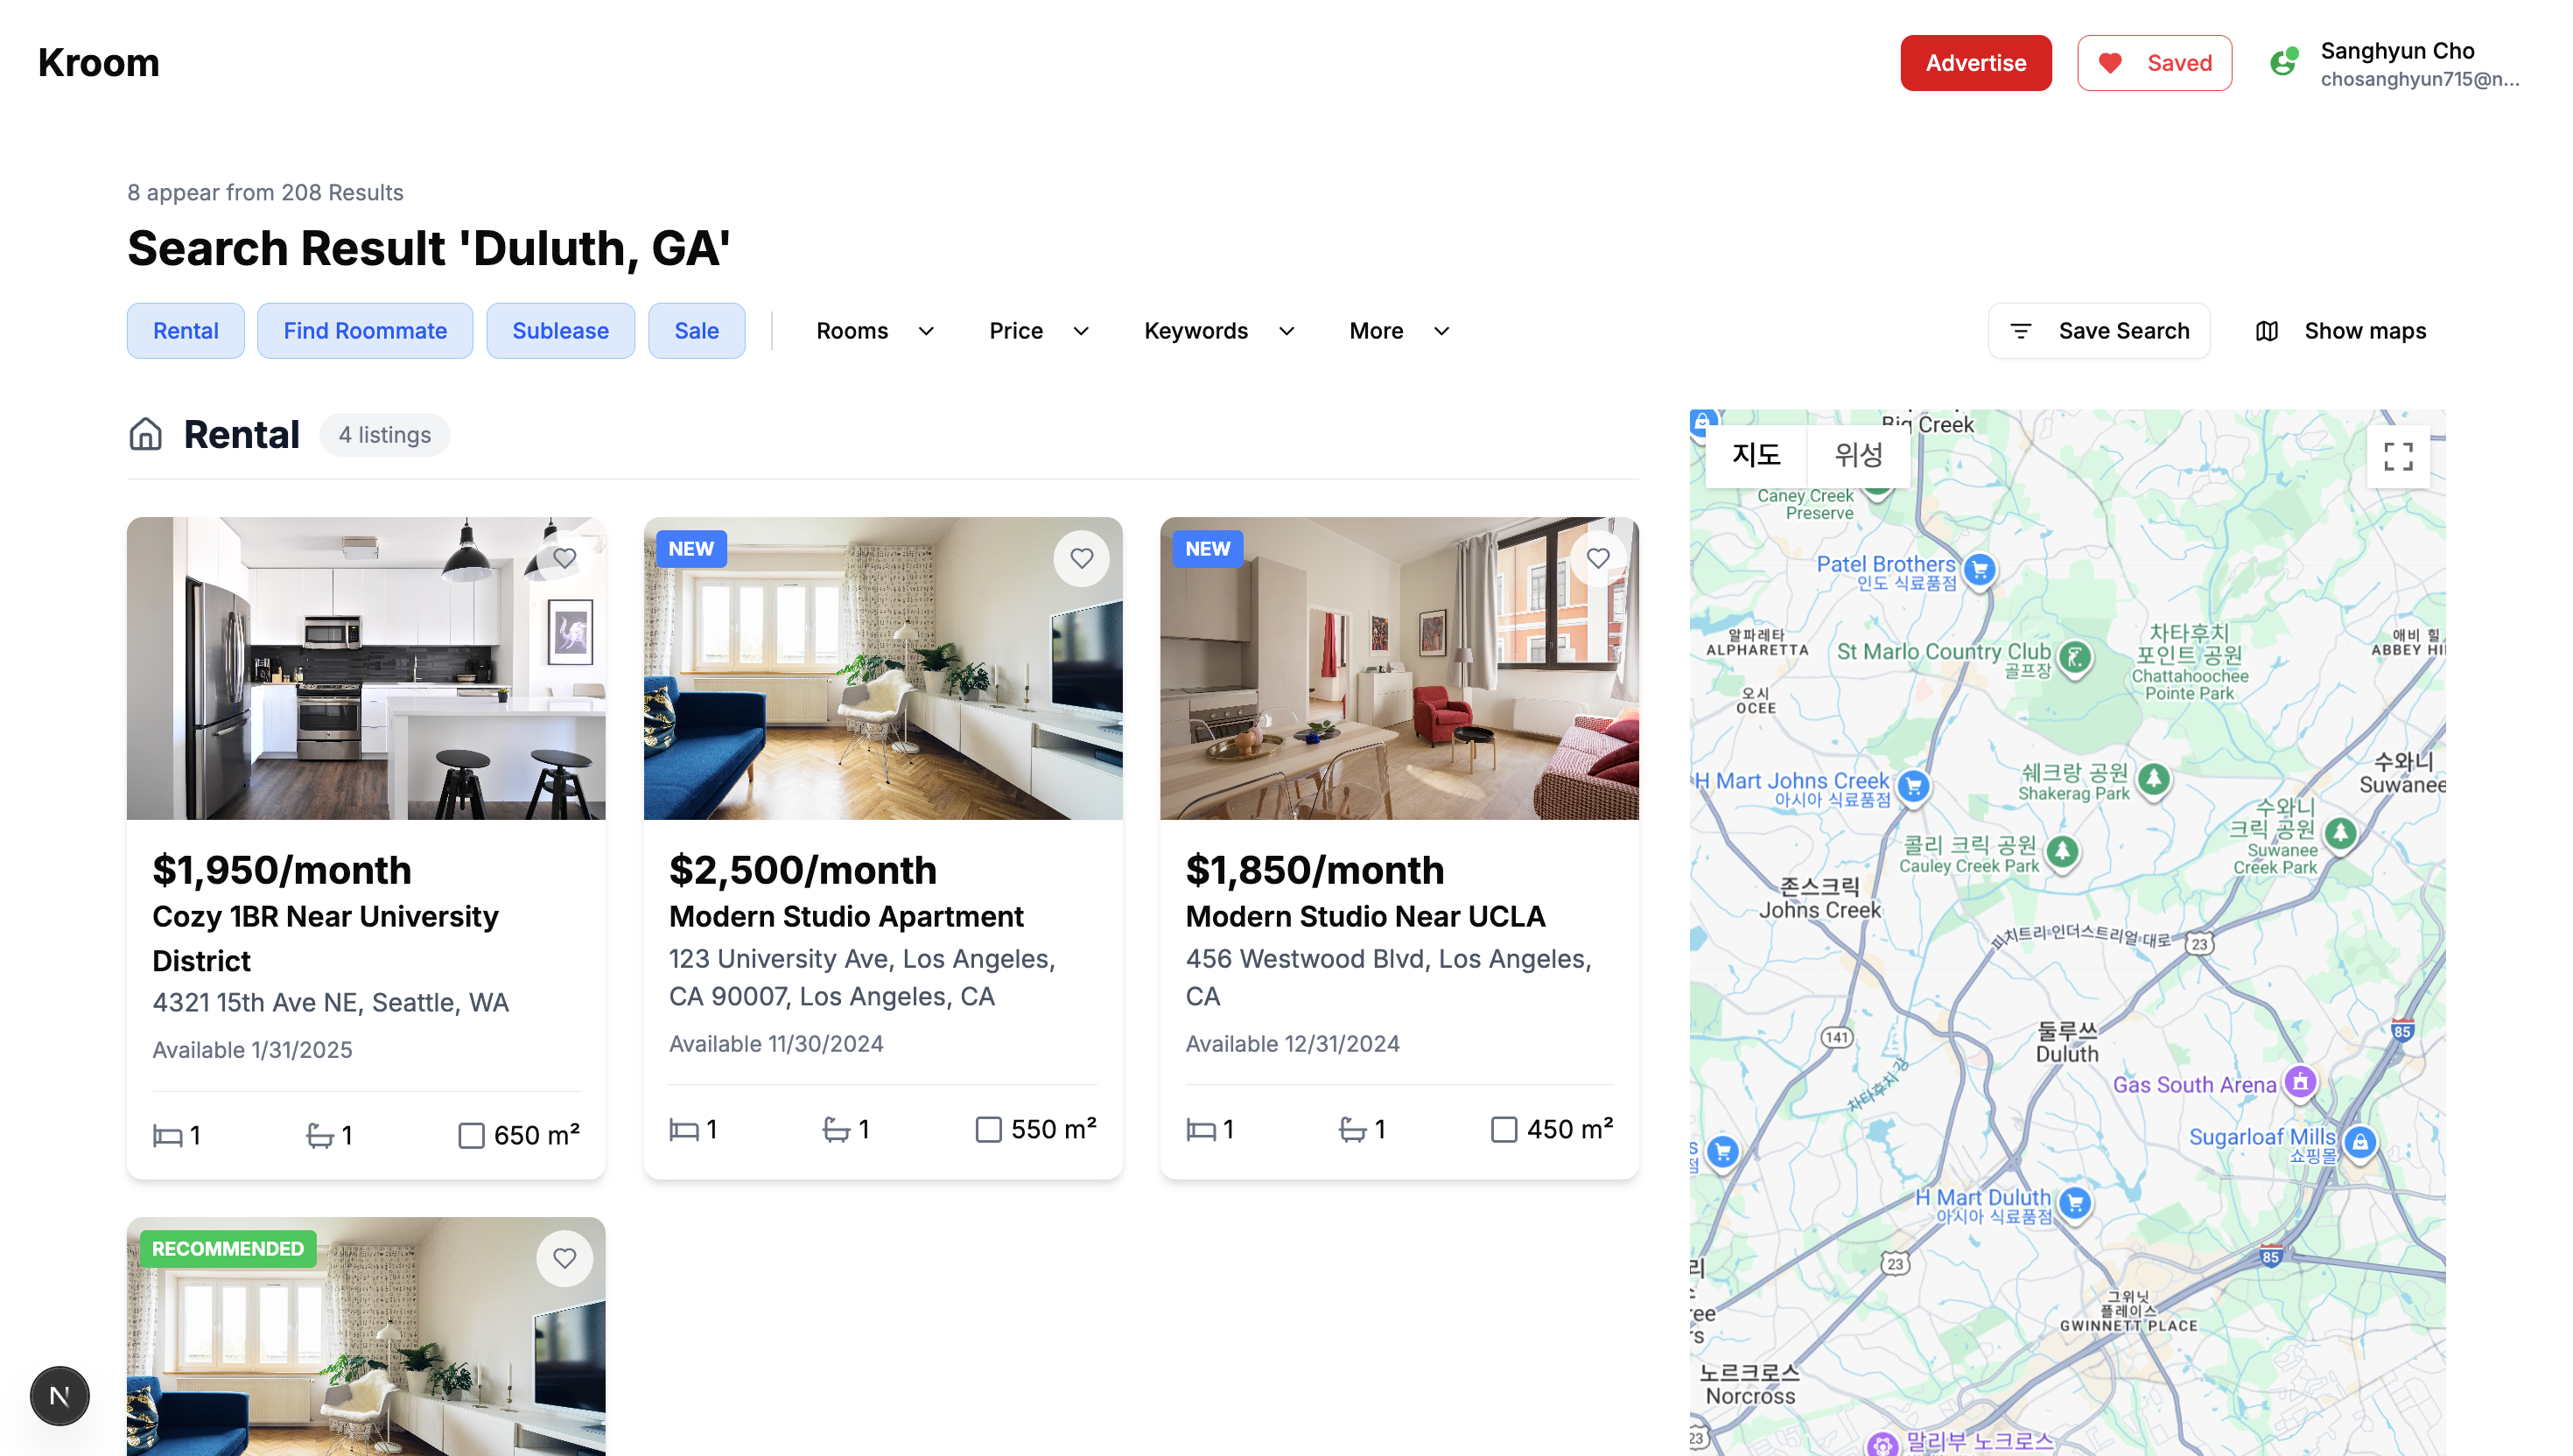 Kroom
Advertise
Saved
Sanghyun Cho
chosanghyun715@n...
8 appear from 208 Results
Search Result 'Duluth, GA'
Rental
Find Roommate
Sublease
Sale
Rooms
Price
Keywords
More
Save Search
Show maps
Rental
4 listings
$1,950/month
Cozy 1BR Near University
District
4321 15th Ave NE, Seattle, WA
Available 1/31/2025
1
1
650 m²
NEW
$2,500/month
Modern Studio Apartment
123 University Ave, Los Angeles,
CA 90007, Los Angeles, CA
Available 11/30/2024
1
1
550 m²
NEW
$1,850/month
Modern Studio Near UCLA
456 Westwood Blvd, Los Angeles,
CA
Available 12/31/2024
1
1
450 m²
RECOMMENDED
N
Big Creek
지도
위성
Caney Creek
Preserve
Patel Brothers
인도 식료품점
알파레타
ALPHARETTA
St Marlo Country Club
골프장
차타후치
포인트 공원
Chattahoochee
Pointe Park
애비 힐
ABBEY HI
오시
OCEE
H Mart Johns Creek
아시아 식료품점
쉐크랑 공원
Shakerag Park
수와니
Suwanee
수와니
크릭 공원
Suwanee
Creek Park
콜리 크릭 공원
Cauley Creek Park
존스크릭
Johns Creek
피치트리 인더스트리얼 대로
23
141
둘루쓰
Duluth
85
차타후치 강
Gas South Arena
Sugarloaf Mills
쇼핑몰
s
점
H Mart Duluth
아시아 식료품점
23
85
리
ree
rs
그위닛
플레이스
GWINNETT PLACE
노르크로스
Norcross
23
말리부 노크로스